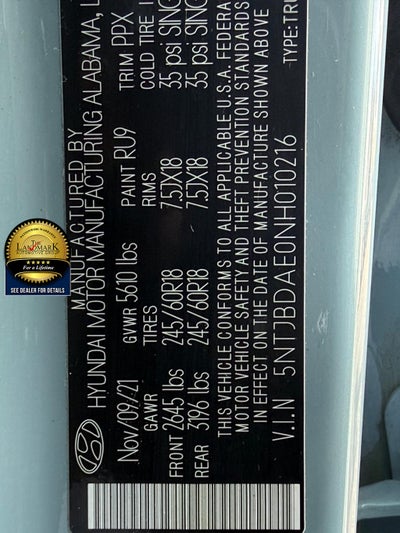 MANUFACTURED BY
HYUNDAI MOTOR MANUFACTURING ALABAMA, L
Nov/09/21 GVWR 5610 lbs PAINT RU9 TRIM PPX
GAWR TIRES RIMS COLD TIRE I
FRONT 2645 lbs 245/60R18 7.5JX18 35 psi SING
REAR 3196 lbs 245/60R18 7.5JX18 35 psi SING
THIS VEHICLE CONFORMS TO ALL APPLICABLE U.S.A. FEDERA
MOTOR VEHICLE SAFETY AND THEFT PREVENTION STANDARDS
IN EFFECT ON THE DATE OF MANUFACTURE SHOWN ABOVE.
V.I.N 5NTJBDAE0NH010216 TYPE:TR
THE
LANDMARK
For a Lifetime
SEE DEALER FOR DETAILS